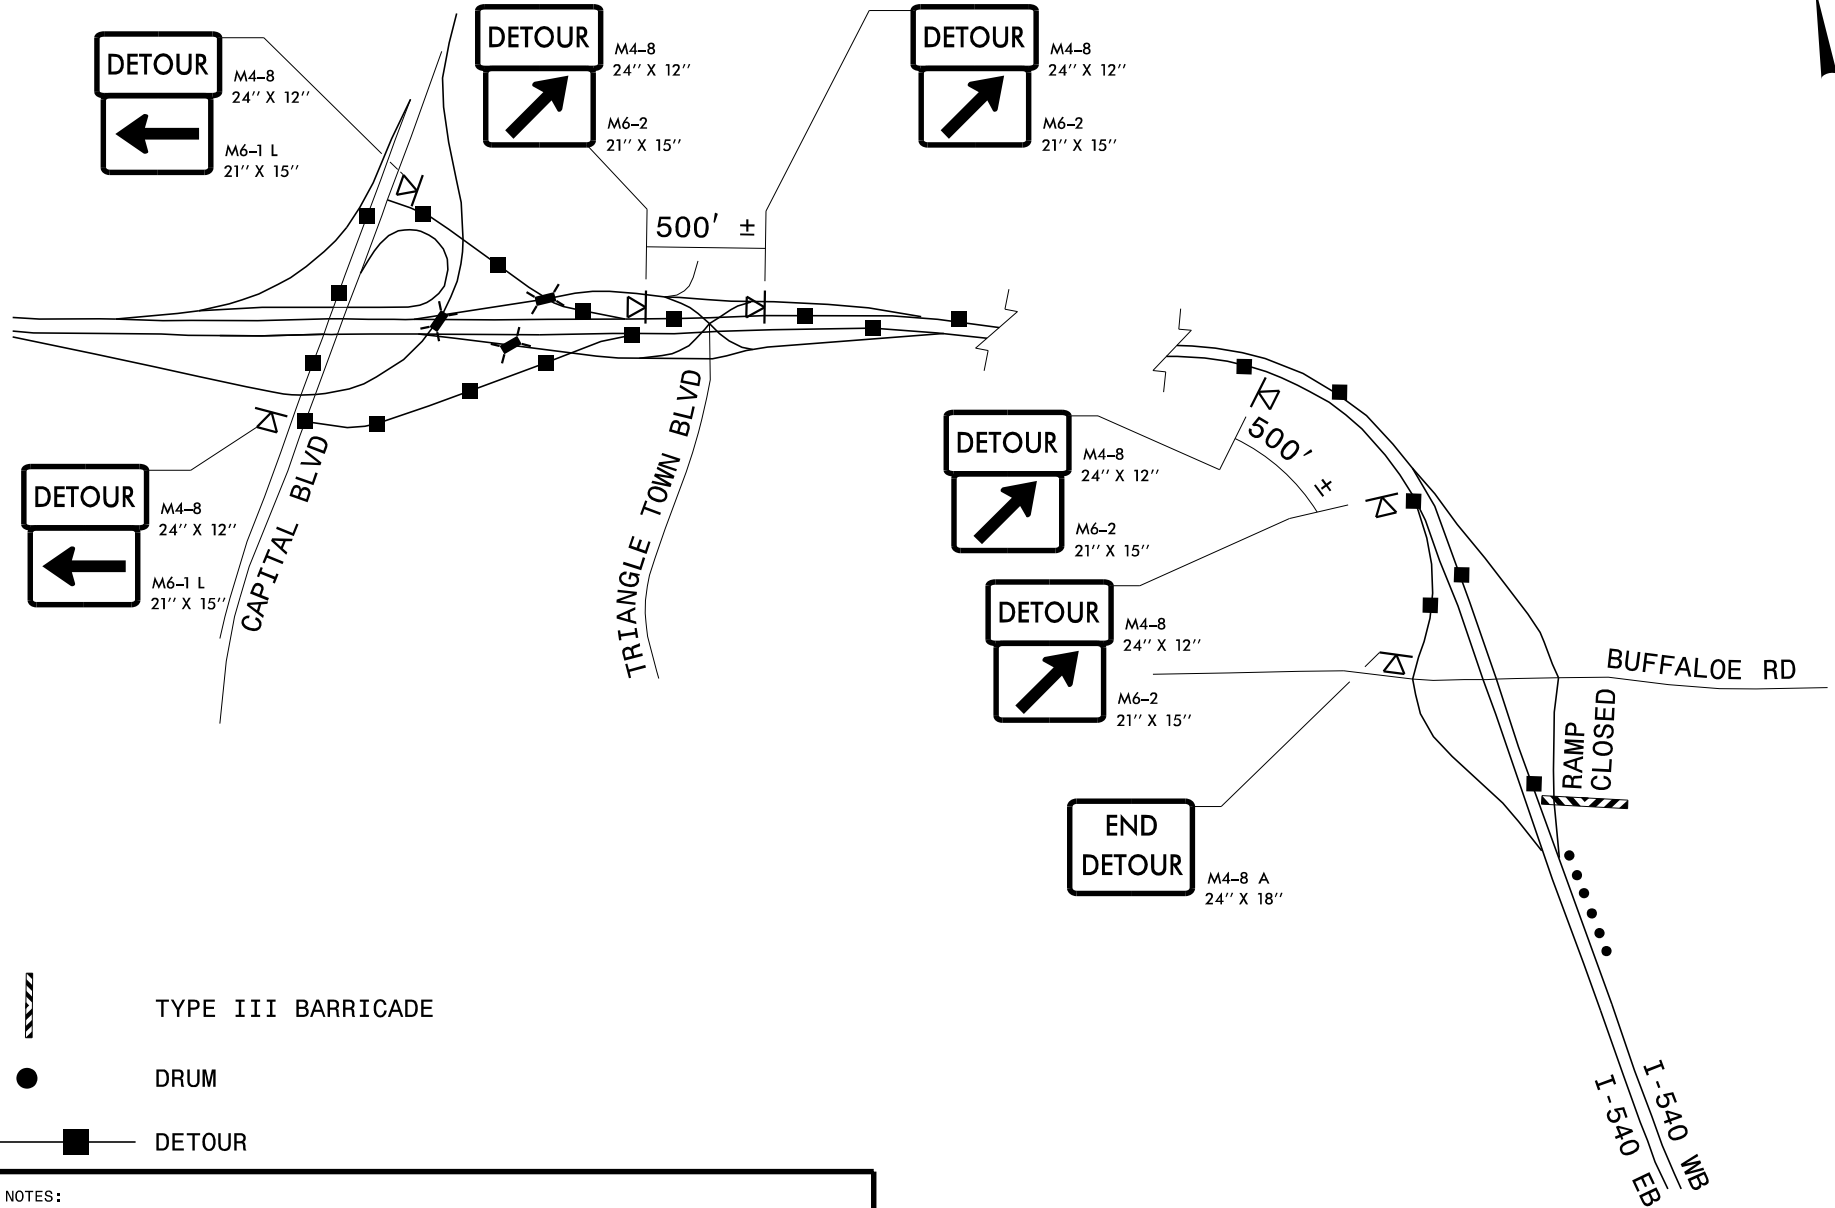 DETOUR
M4-8
24'' X 12''
M6-1 L
21'' X 15''
DETOUR
M4-8
24'' X 12''
M6-2
21'' X 15''
DETOUR
M4-8
24'' X 12''
M6-2
21'' X 15''
500' ±
DETOUR
M4-8
24'' X 12''
M6-1 L
21'' X 15''
CAPITAL BLVD
TRIANGLE TOWN BLVD
500' ±
DETOUR
M4-8
24'' X 12''
M6-2
21'' X 15''
DETOUR
M4-8
24'' X 12''
M6-2
21'' X 15''
BUFFALOE RD
RAMP
CLOSED
END
DETOUR
M4-8 A
24'' X 18''
I-540 EB
I-540 WB
TYPE III BARRICADE
DRUM
DETOUR
NOTES: